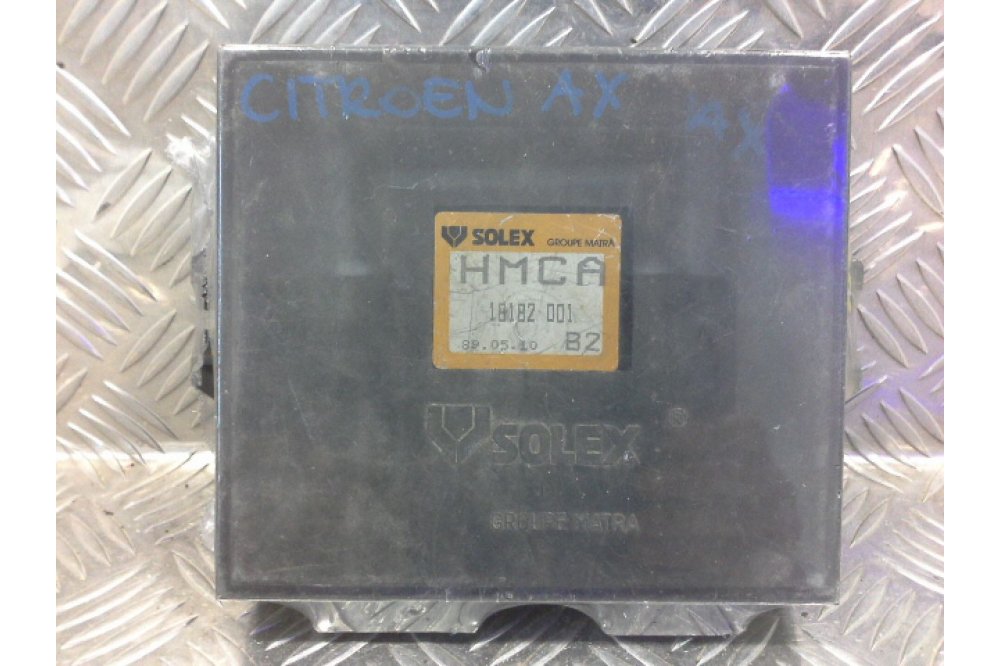 CITROEN AX
AX
SOLEX GROUPE MATRA
HMCA
18182 001
89.05.10 B2
SOLEX ®
GROUPE MATRA